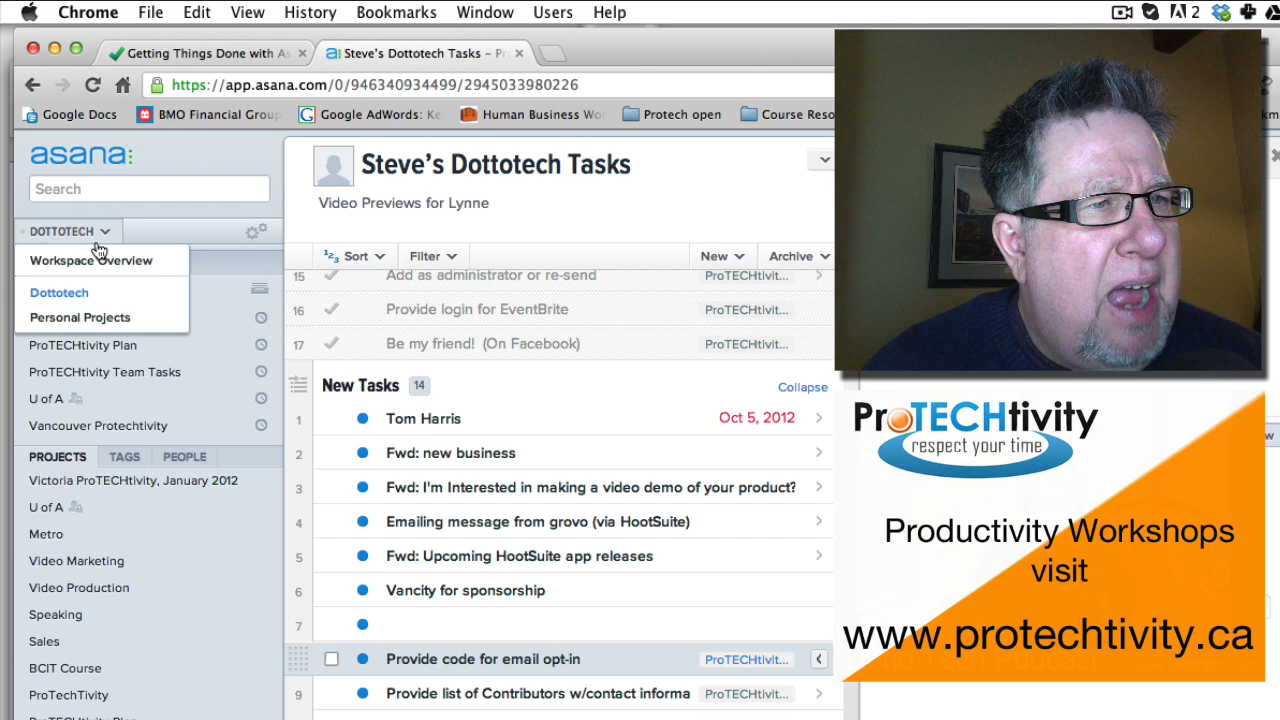 Chrome File Edit View History Bookmarks Window Users Help 2
Getting Things Done with As × Steve's Dottotech Tasks – Pr ×
https://app.asana.com/0/946340934499/2945033980226
Google Docs BMO Financial Group Google AdWords: Ke Human Business Wo Protech open Course Reso
asana:
Search
DOTTOTECH
Workspace Overview
Dottotech
Personal Projects
ProTECHtivity Plan
ProTECHtivity Team Tasks
U of A
Vancouver Protechtivity
PROJECTS TAGS PEOPLE
Victoria ProTECHtivity, January 2012
U of A
Metro
Video Marketing
Video Production
Speaking
Sales
BCIT Course
ProTechTivity
Steve's Dottotech Tasks
Video Previews for Lynne
Sort Filter New Archive
15 Add as administrator or re-send ProTECHtivit...
16 Provide login for EventBrite ProTECHtivit...
17 Be my friend! (On Facebook) ProTECHtivit...
New Tasks 14 Collapse
1 Tom Harris Oct 5, 2012
2 Fwd: new business
3 Fwd: I'm Interested in making a video demo of your product?
4 Emailing message from grovo (via HootSuite)
5 Fwd: Upcoming HootSuite app releases
6 Vancity for sponsorship
7
Provide code for email opt-in ProTECHtivit...
9 Provide list of Contributors w/contact informa ProTECHtivit...
ProTECHtivity
respect your time
Productivity Workshops
visit
www.protechtivity.ca